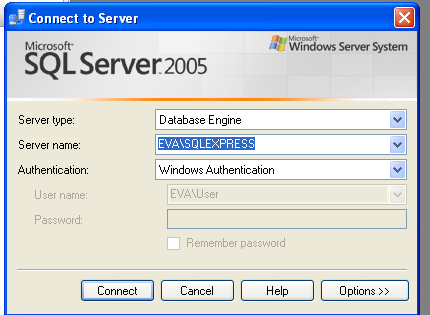 Connect to Server
Microsoft®
SQL Server 2005
Microsoft®
Windows Server System
Server type: Database Engine
Server name: EVA\SQLEXPRESS
Authentication: Windows Authentication
User name: EVA\User
Password:
Remember password
Connect Cancel Help Options >>